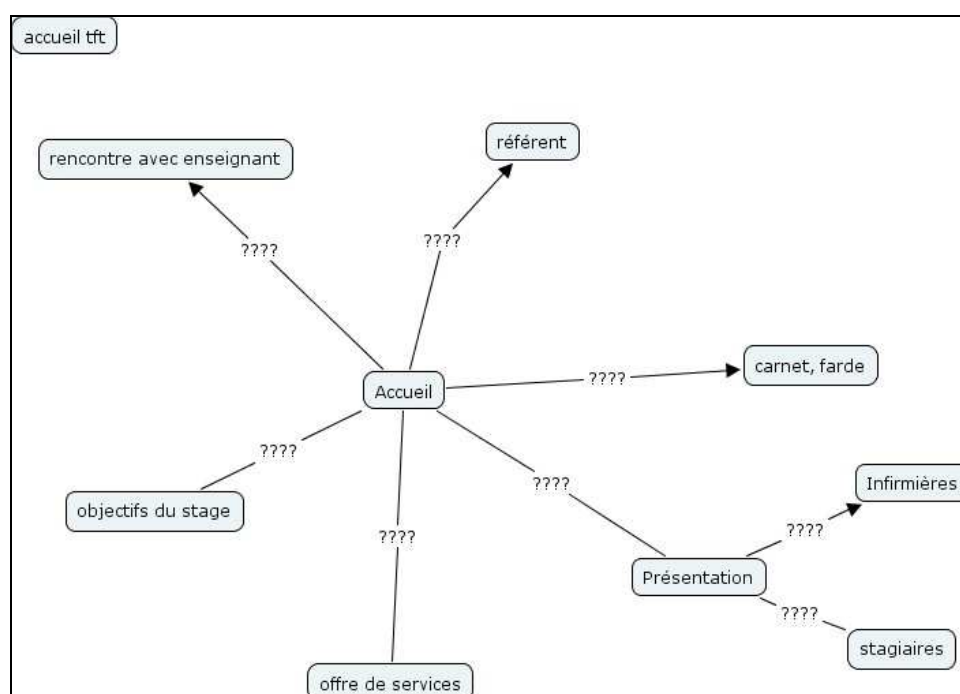 accueil tft
référent
rencontre avec enseignant
????
????
carnet, farde
????
Accueil
????
Infirmières
????
objectifs du stage
????
????
Présentation
????
stagiaires
offre de services